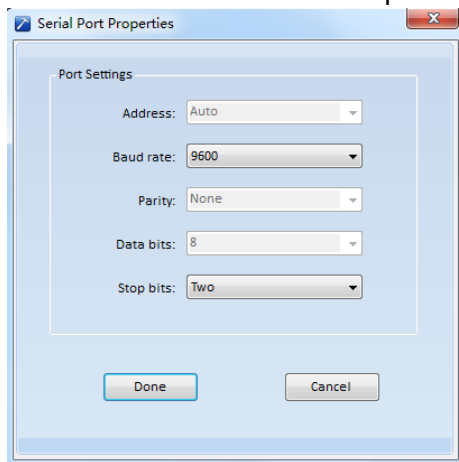 Serial Port Properties
Port Settings
Address: Auto
Baud rate: 9600
Parity: None
Data bits: 8
Stop bits: Two
Done Cancel